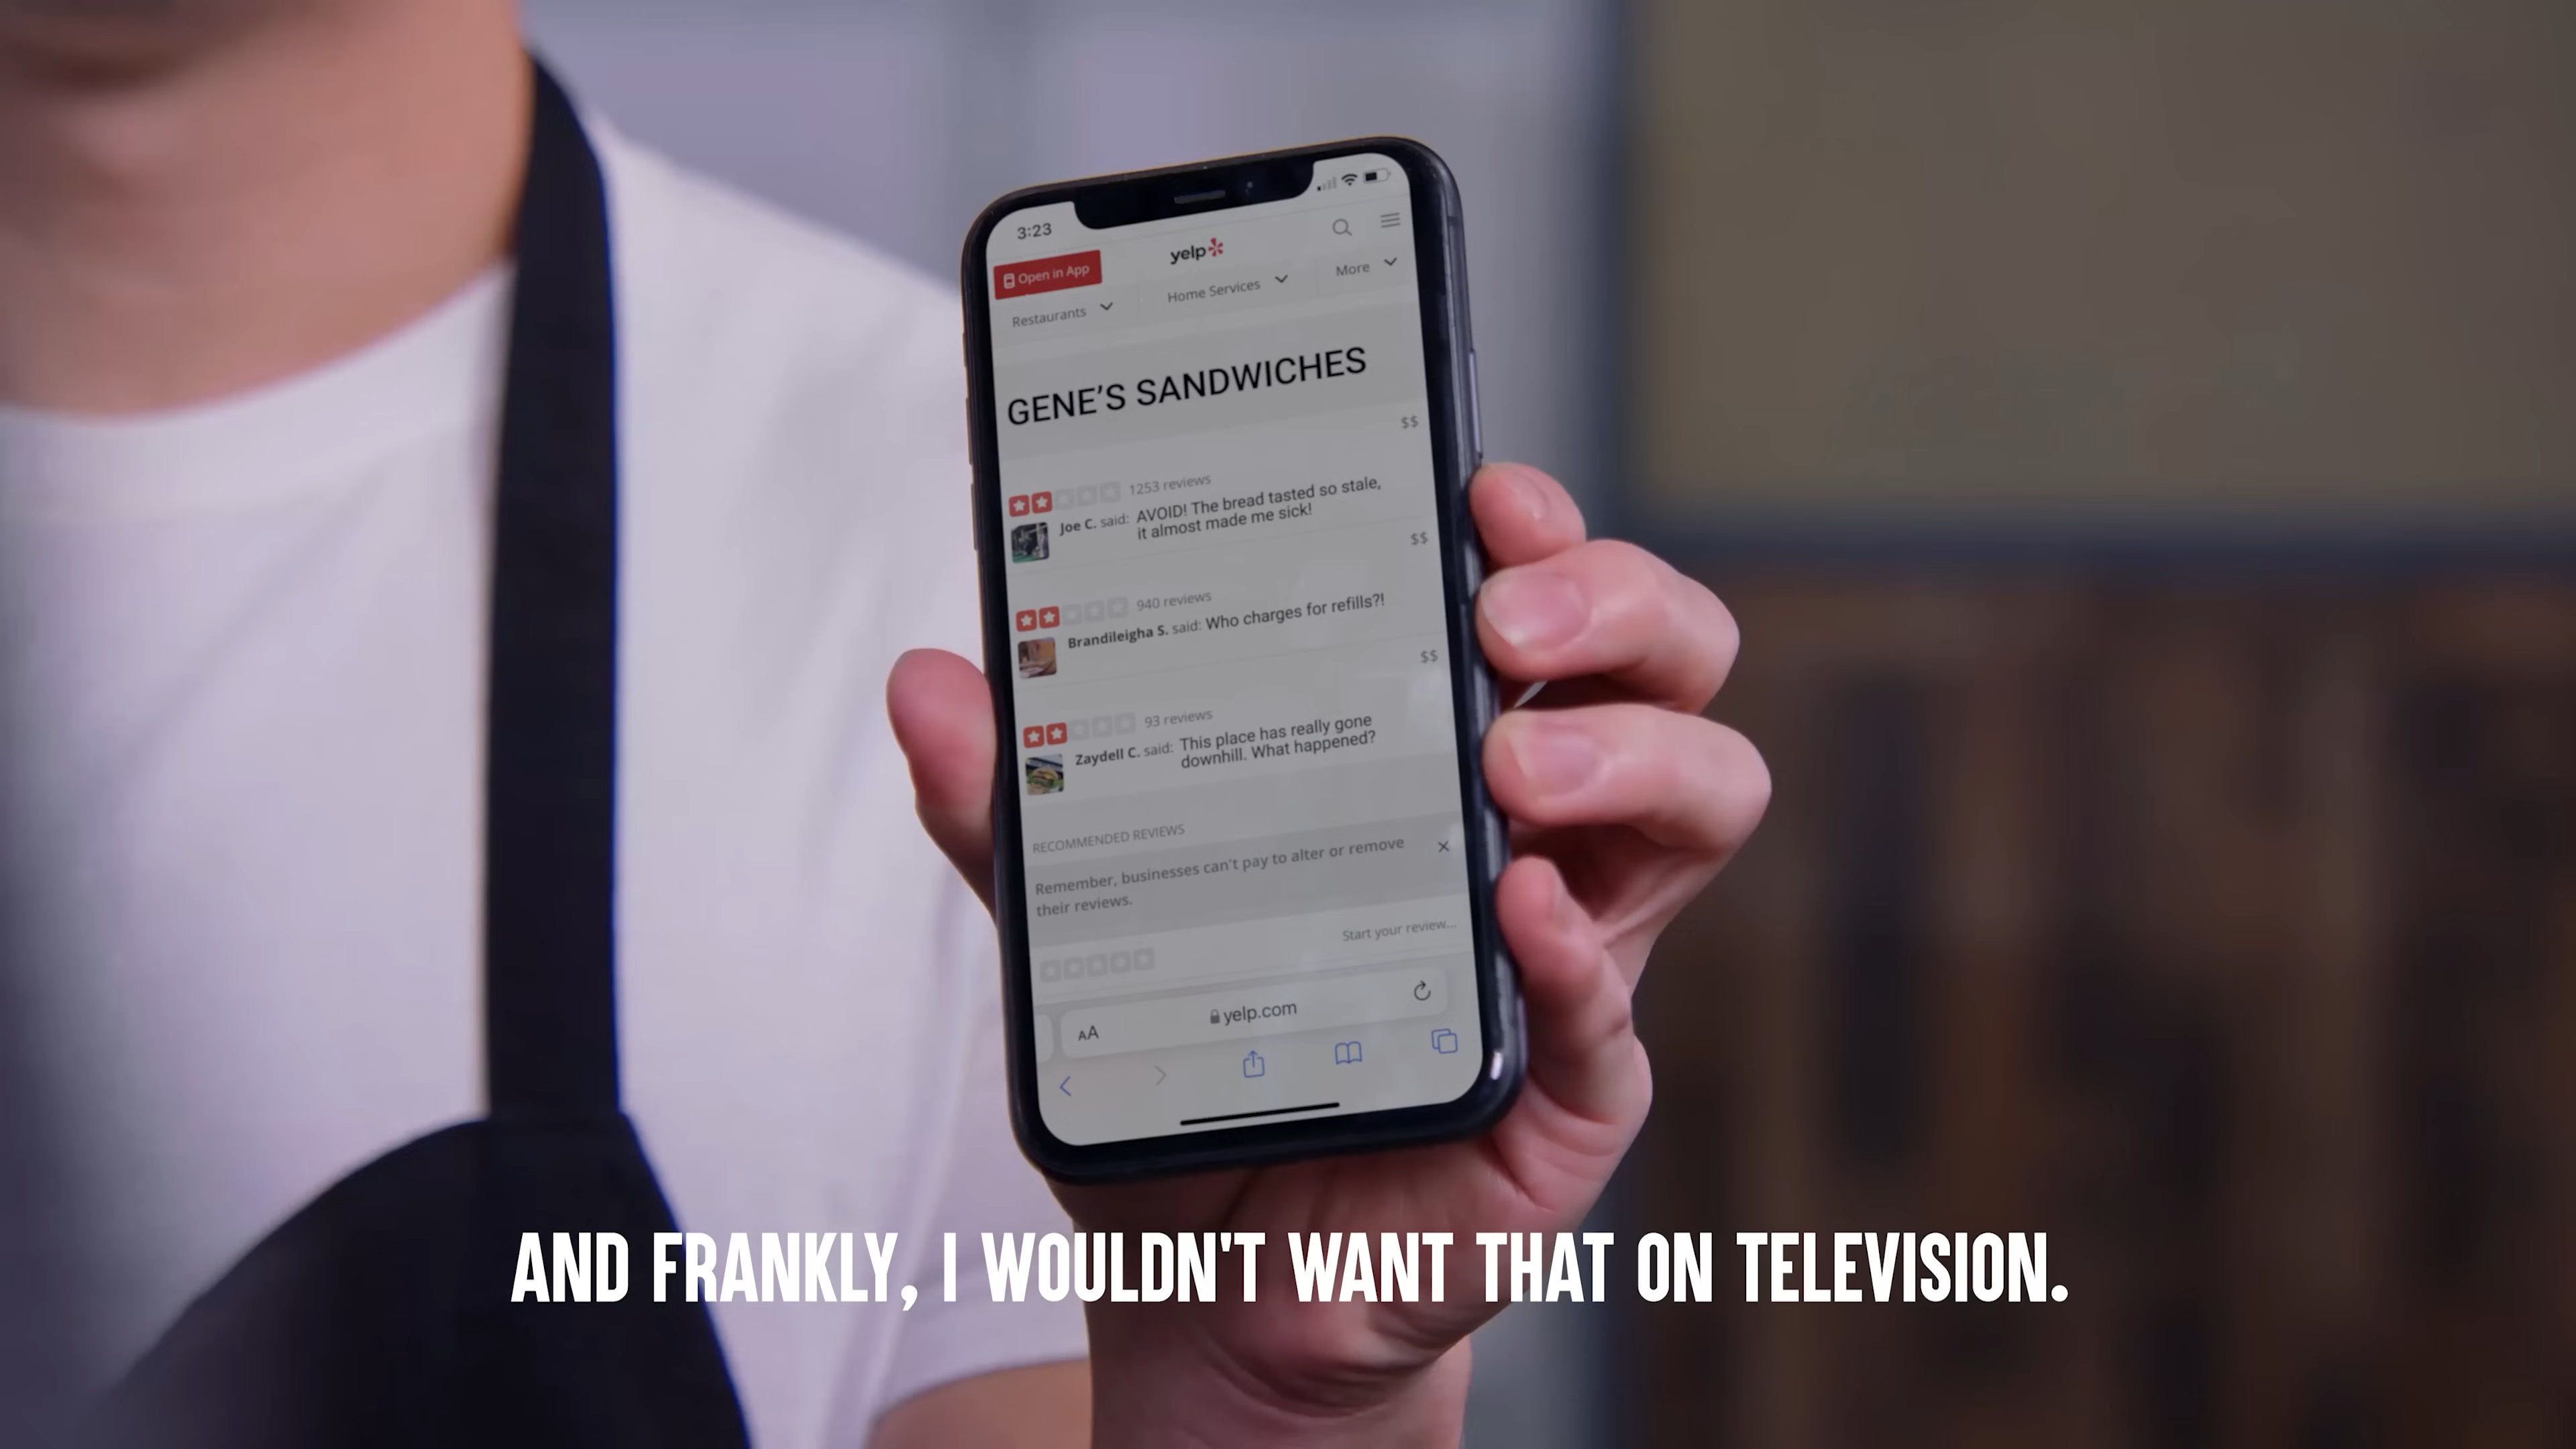 3:23
yelp
Open in App
Restaurants
Home Services
More
GENE'S SANDWICHES
$$
1253 reviews
Joe C. said: AVOID! The bread tasted so stale,
it almost made me sick!
$$
940 reviews
Brandileigha S. said: Who charges for refills?!
$$
93 reviews
Zaydell C. said: This place has really gone
downhill. What happened?
RECOMMENDED REVIEWS
Remember, businesses can't pay to alter or remove
their reviews.
Start your review...
AA
yelp.com
AND FRANKLY, I WOULDN'T WANT THAT ON TELEVISION.